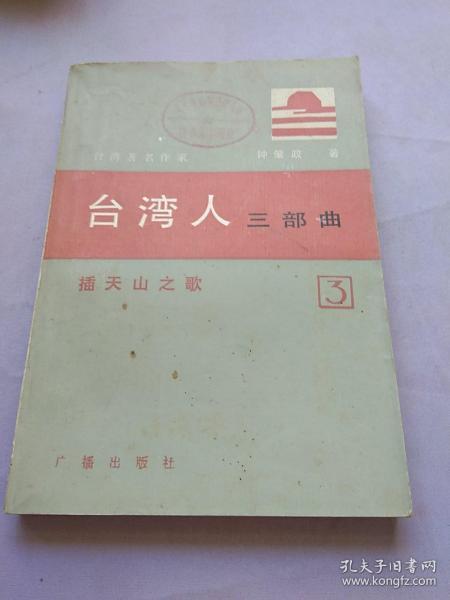 台湾著名作家 钟肇政 著
台湾人 三部曲
插天山之歌 3
广播出版社
孔夫子旧书网
www.kongfz.com